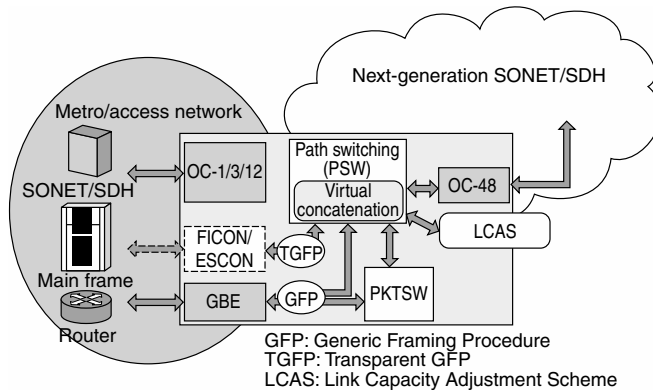 Next-generation SONET/SDH
Metro/access network
SONET/SDH
Main frame
Router
OC-1/3/12
Path switching
(PSW)
Virtual
concatenation
OC-48
LCAS
FICON/
ESCON
TGFP
GBE
GFP
PKTSW
GFP: Generic Framing Procedure
TGFP: Transparent GFP
LCAS: Link Capacity Adjustment Scheme